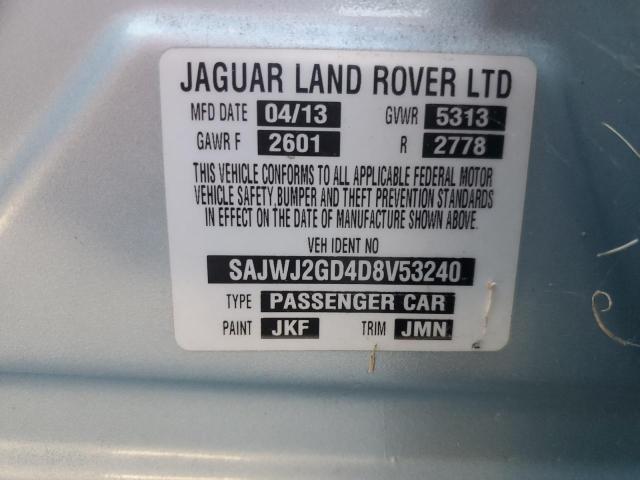 JAGUAR LAND ROVER LTD
MFD DATE 04/13 GVWR 5313
GAWR F 2601 R 2778
THIS VEHICLE CONFORMS TO ALL APPLICABLE FEDERAL MOTOR
VEHICLE SAFETY, BUMPER AND THEFT PREVENTION STANDARDS
IN EFFECT ON THE DATE OF MANUFACTURE SHOWN ABOVE.
VEH IDENT NO
SAJWJ2GD4D8V53240
TYPE PASSENGER CAR
PAINT JKF TRIM JMN